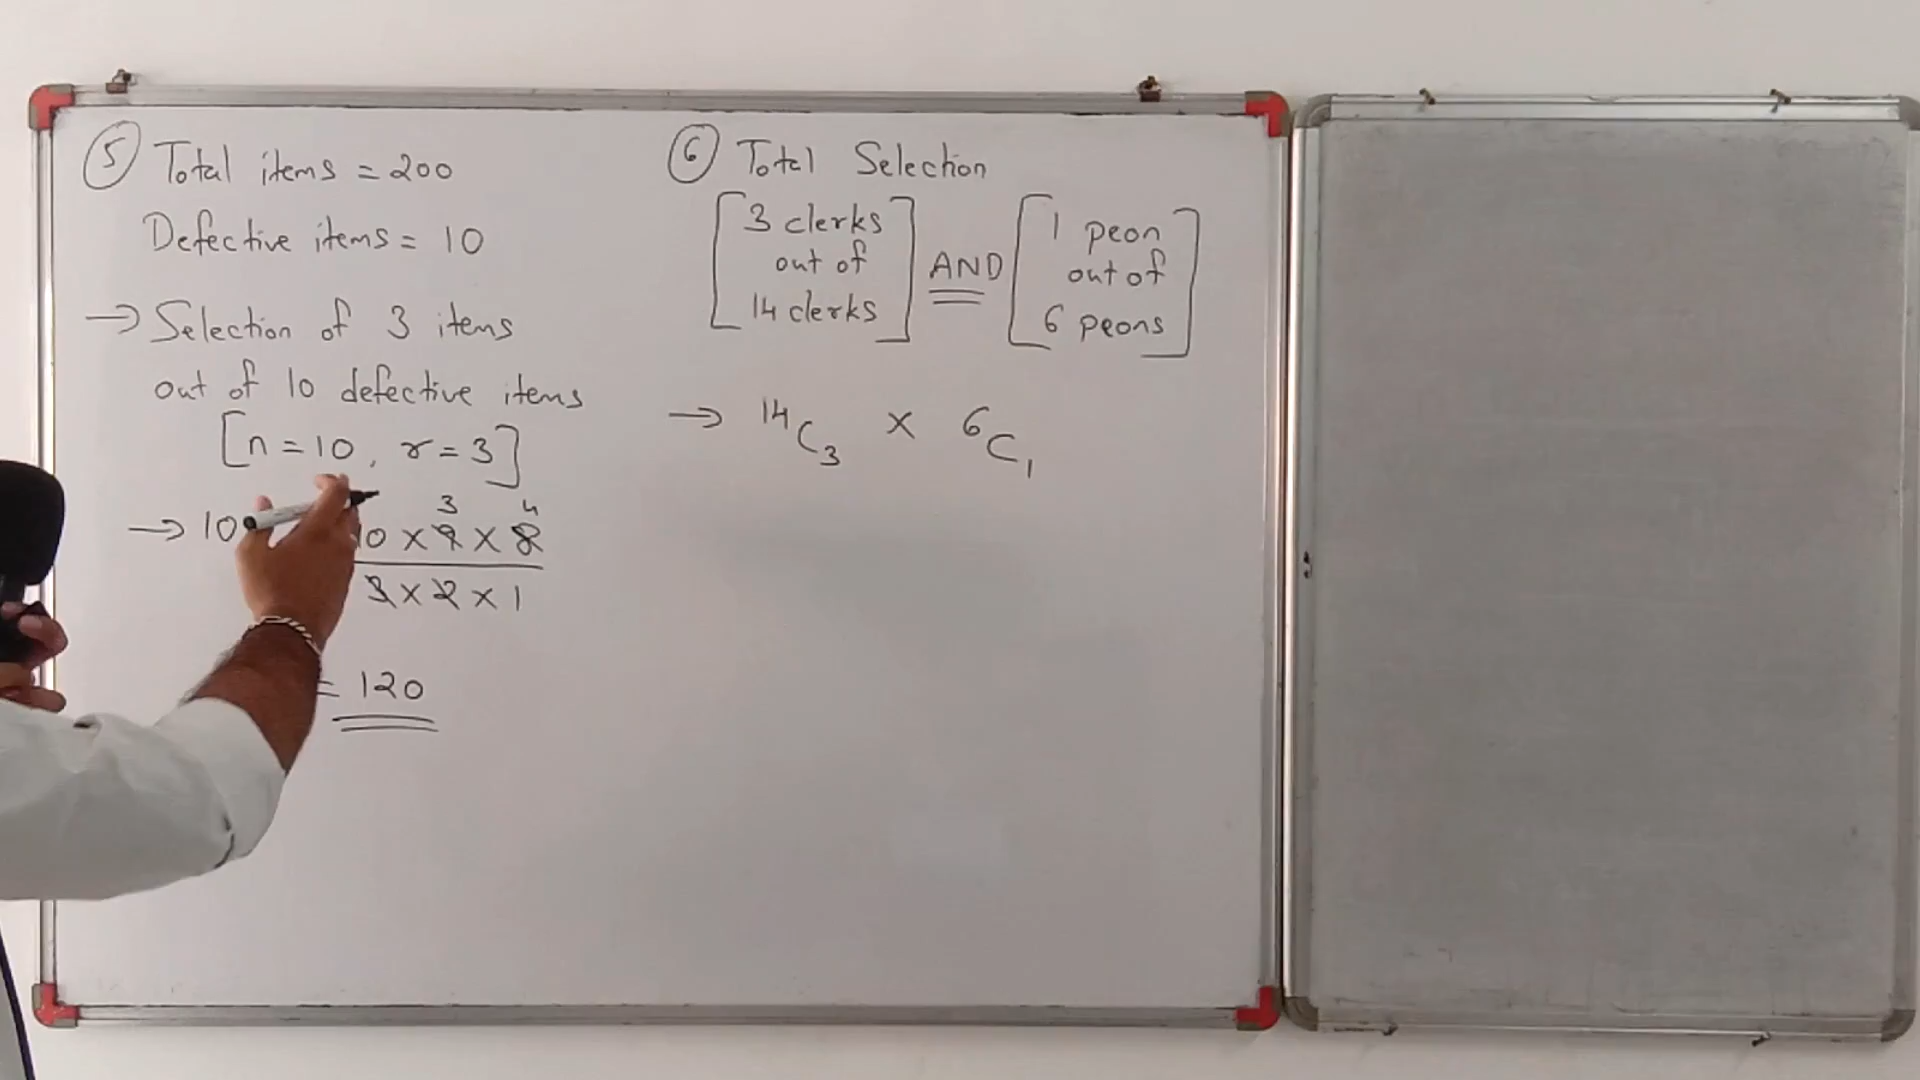 ⑤ Total items = 200
Defective items = 10
→ Selection of 3 items
out of 10 defective items
[n = 10, r = 3]
→ 10
3 4
10 × 9 × 8
3 × 2 × 1
= 120
⑥ Total Selection
[3 clerks out of 14 clerks] AND [1 peon out of 6 peons]
→ ¹⁴C₃ × ⁶C₁